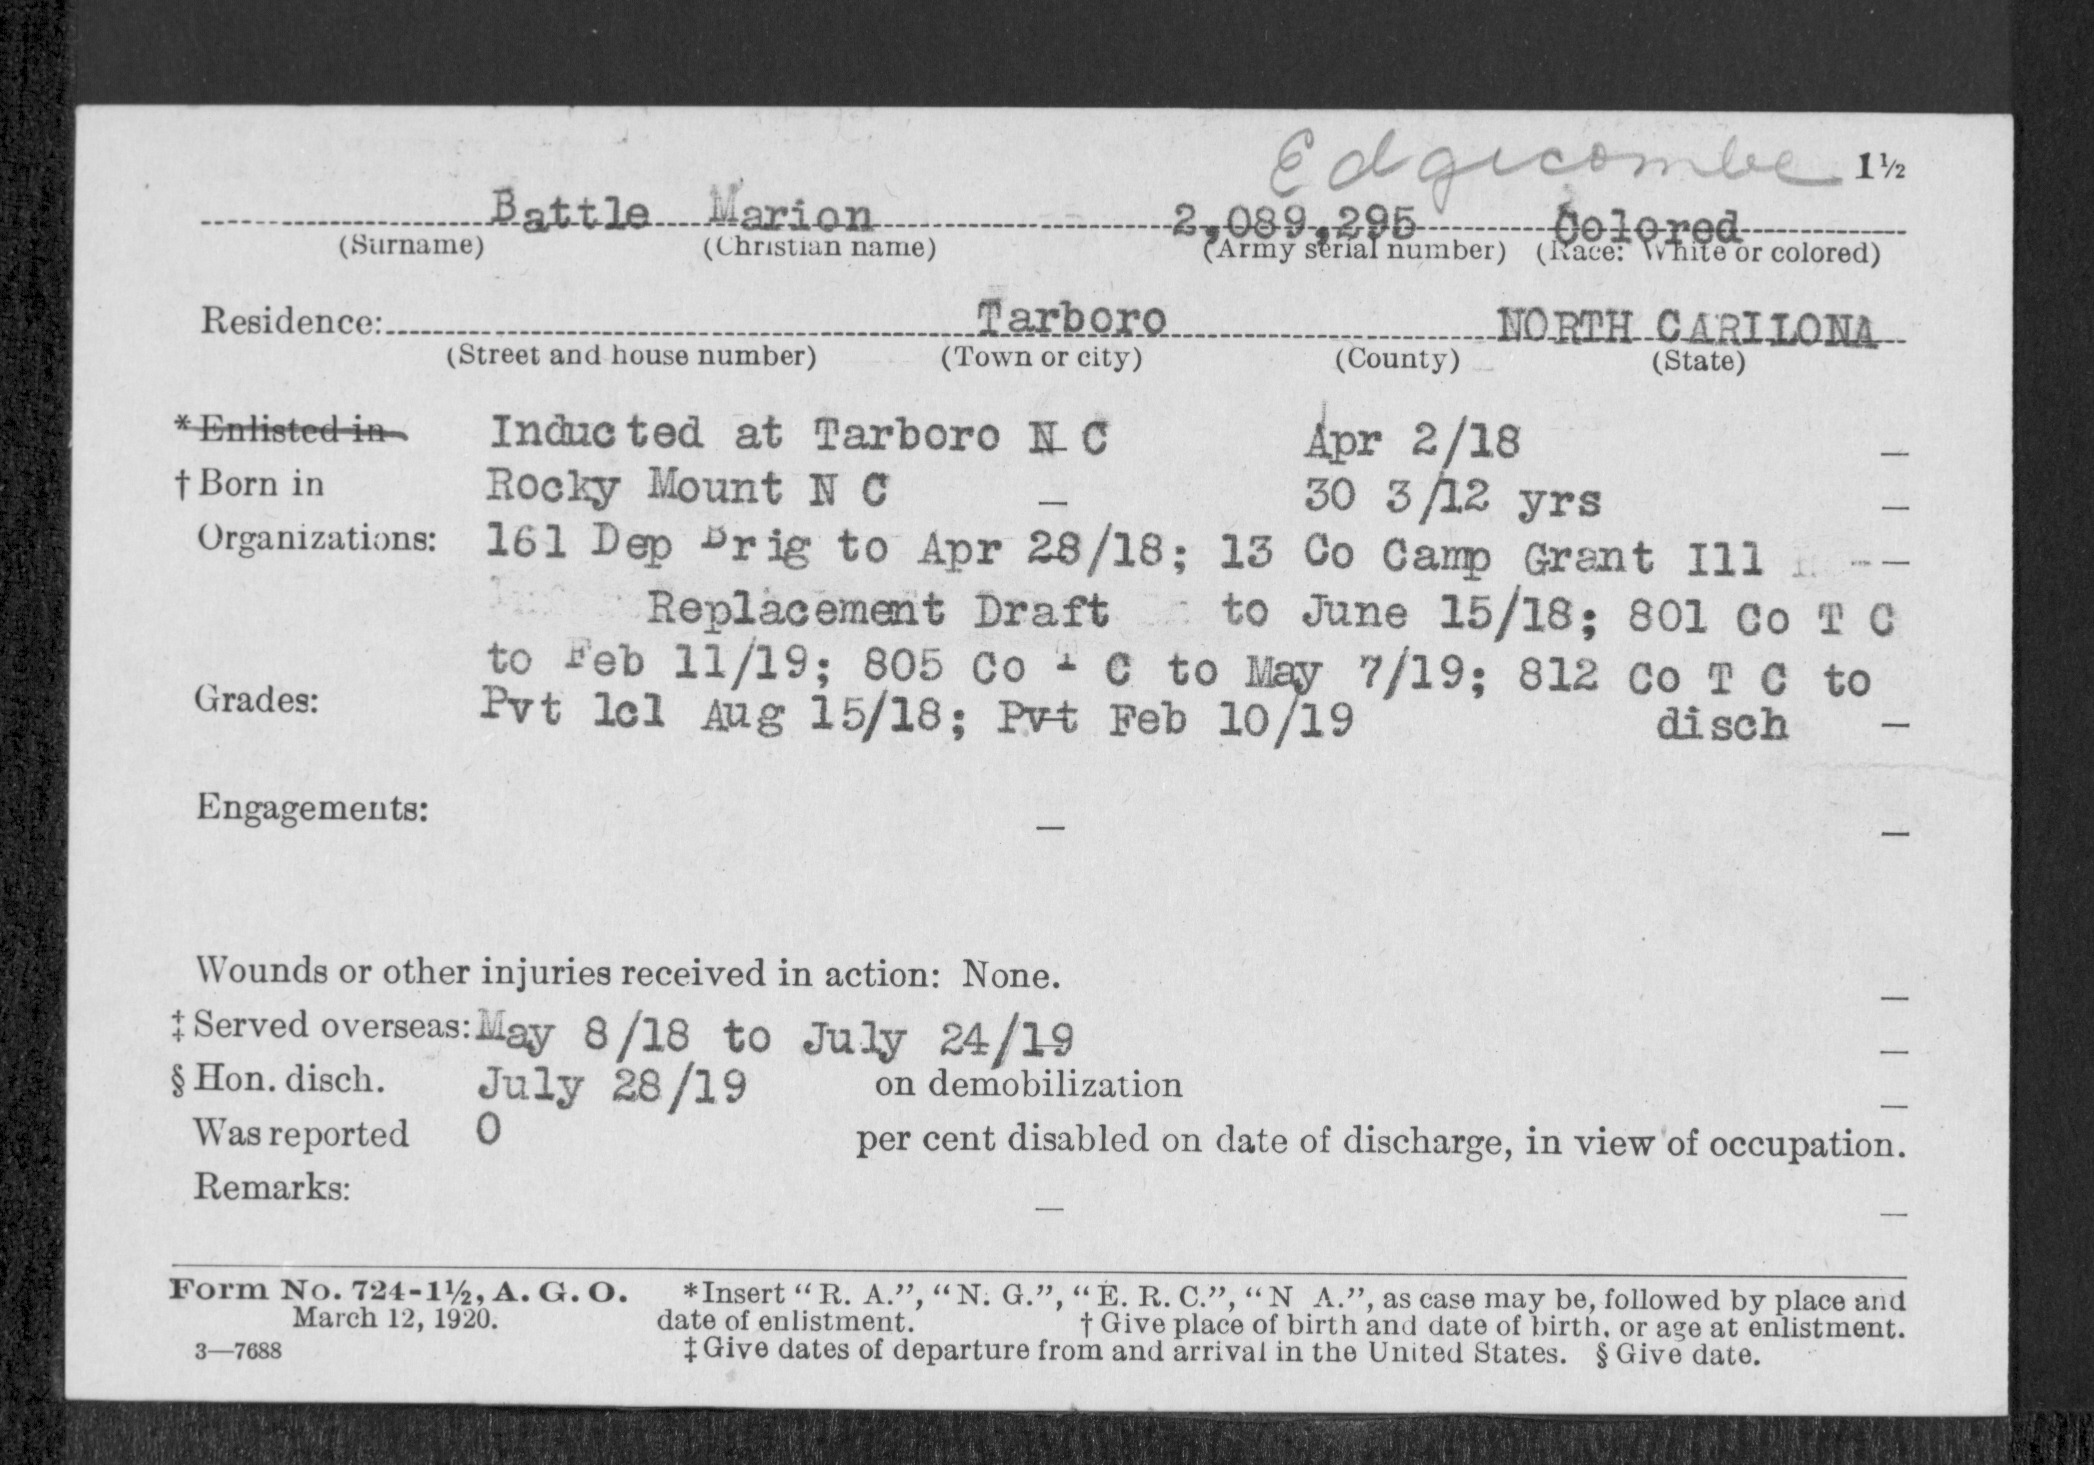 Edgecombe 1½
Battle Marion 2,089,295 Colored
(Surname) (Christian name) (Army serial number) (Race: White or colored)
Residence: Tarboro NORTH CARILONA
(Street and house number) (Town or city) (County) (State)
*Enlisted in Inducted at Tarboro N C Apr 2/18 —
†Born in Rocky Mount N C — 30 3/12 yrs —
Organizations: 161 Dep Brig to Apr 28/18; 13 Co Camp Grant Ill --
Replacement Draft to June 15/18; 801 Co T C
to Feb 11/19; 805 Co T C to May 7/19; 812 Co T C to
Grades: Pvt 1cl Aug 15/18; Pvt Feb 10/19 disch —
Engagements: — —
Wounds or other injuries received in action: None. —
‡Served overseas: May 8/18 to July 24/19 —
§Hon. disch. July 28/19 on demobilization —
Was reported 0 per cent disabled on date of discharge, in view of occupation.
Remarks: — —
Form No. 724-1½, A. G. O. *Insert “R. A.”, “N. G.”, “E. R. C.”, “N A.”, as case may be, followed by place and
March 12, 1920. date of enlistment. †Give place of birth and date of birth, or age at enlistment.
3—7688 ‡Give dates of departure from and arrival in the United States. §Give date.